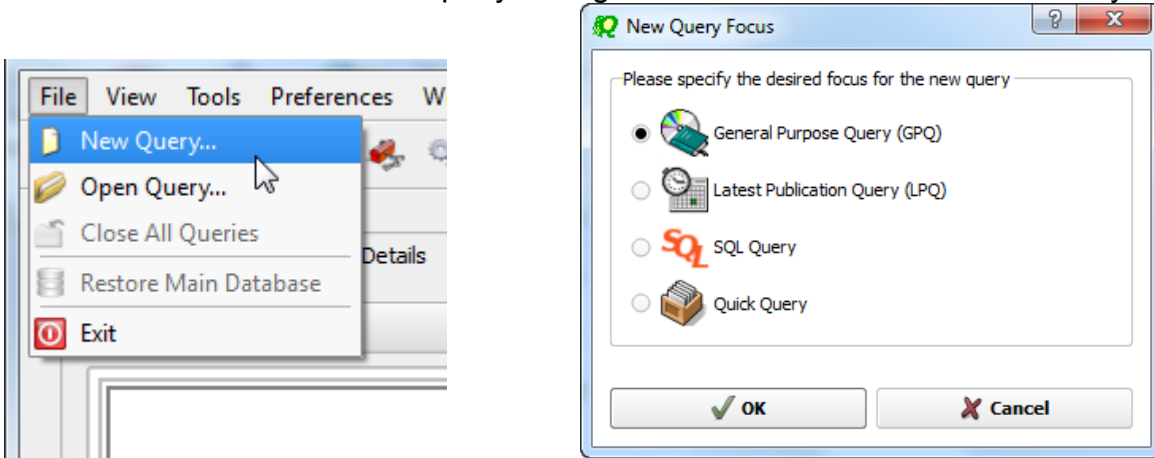 New Query Focus
File View Tools Preferences W
New Query...
Open Query...
Close All Queries
Details
Restore Main Database
Exit
Please specify the desired focus for the new query
General Purpose Query (GPQ)
Latest Publication Query (LPQ)
SQL SQL Query
Quick Query
OK Cancel